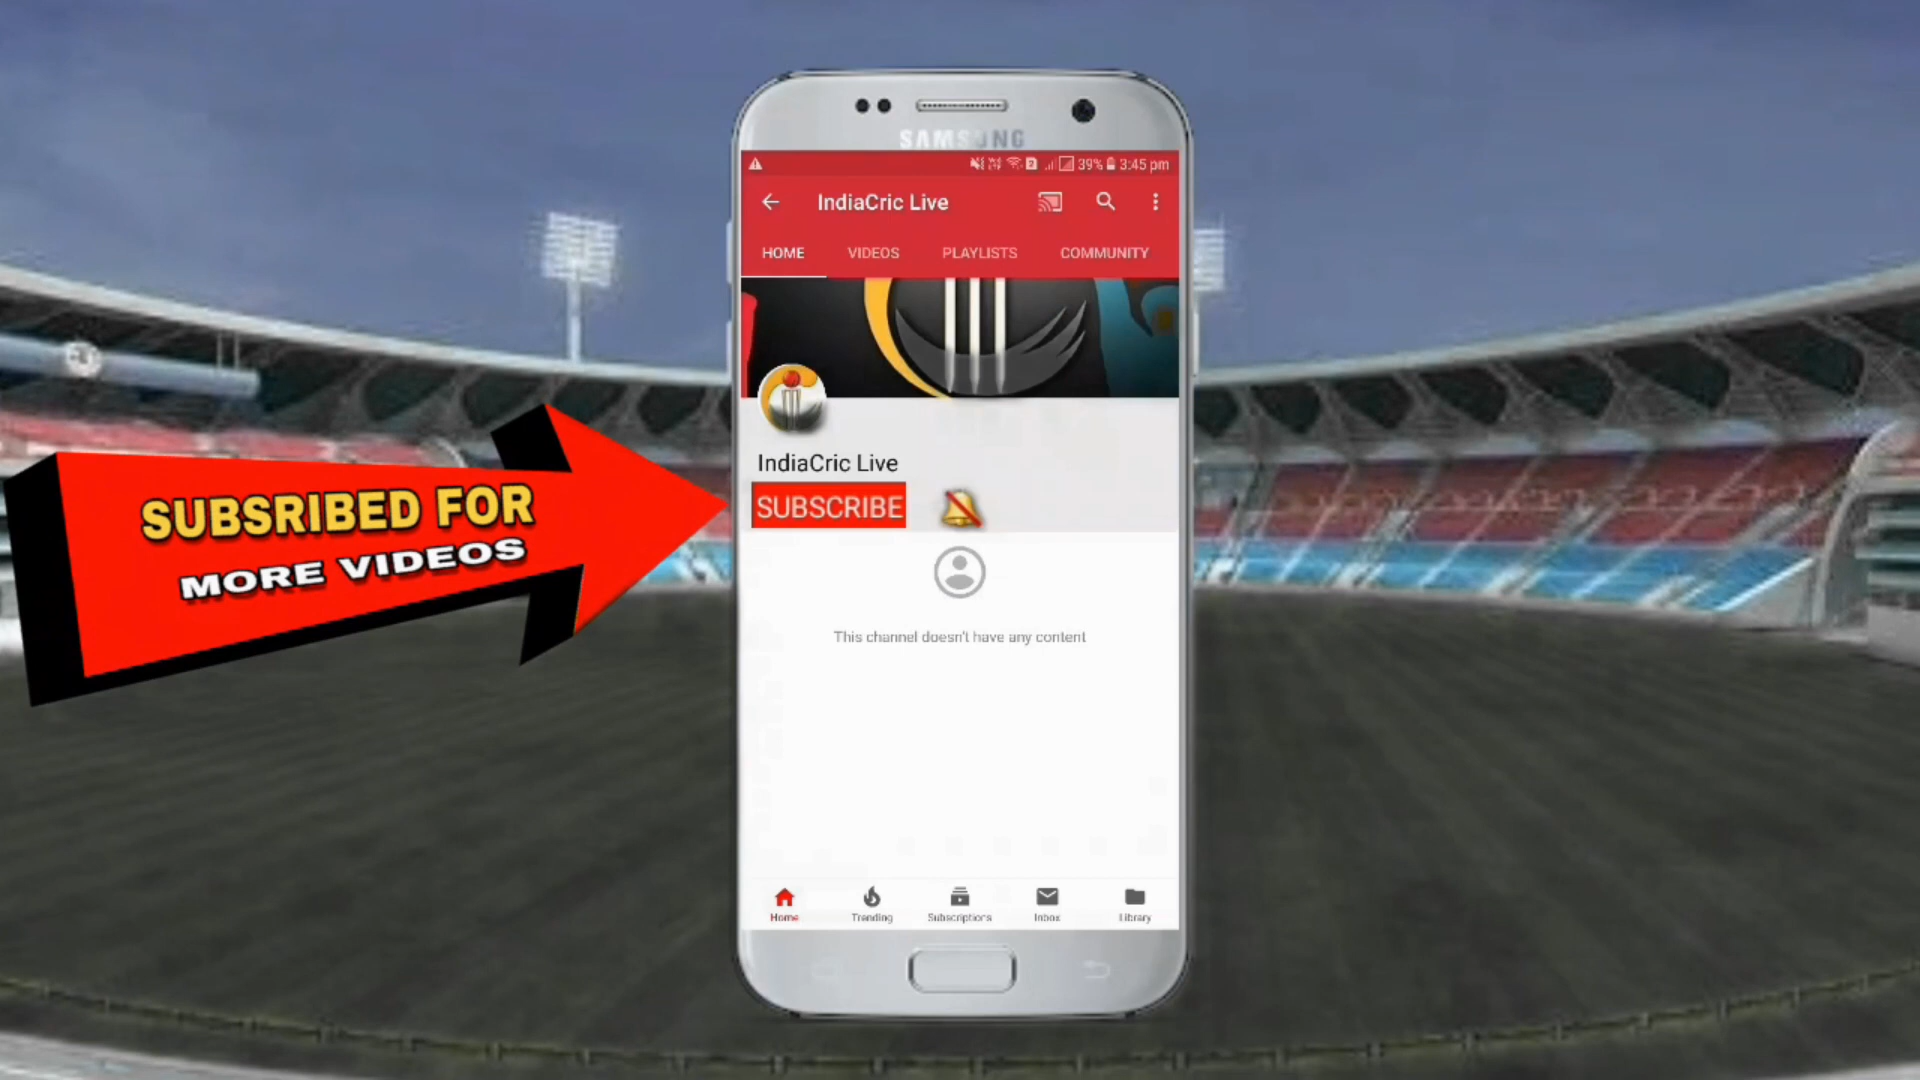 SAMSUNG
39% 3:45 pm
IndiaCric Live
HOME VIDEOS PLAYLISTS COMMUNITY
IndiaCric Live
SUBSCRIBE
SUBSRIBED FOR
MORE VIDEOS
This channel doesn't have any content
Home Trending Subscriptions Inbox Library